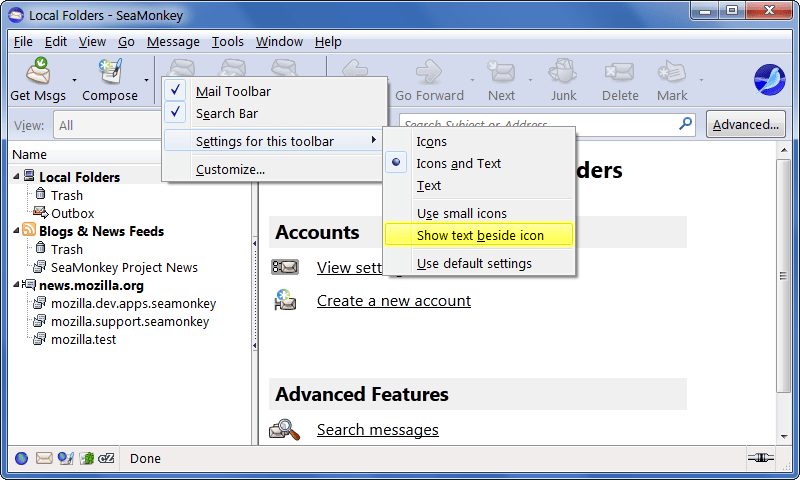 Local Folders - SeaMonkey
File Edit View Go Message Tools Window Help
Get Msgs Compose Go Forward Next Junk Delete Mark
Mail Toolbar
Search Bar
Settings for this toolbar
Customize...
Icons
Icons and Text
Text
Use small icons
Show text beside icon
Use default settings
View: All Search Subject or Address Advanced...
Name
Local Folders
Trash
Outbox
Blogs & News Feeds
Trash
SeaMonkey Project News
news.mozilla.org
mozilla.dev.apps.seamonkey
mozilla.support.seamonkey
mozilla.test
ders
Accounts
View sett
Create a new account
Advanced Features
Search messages
Done